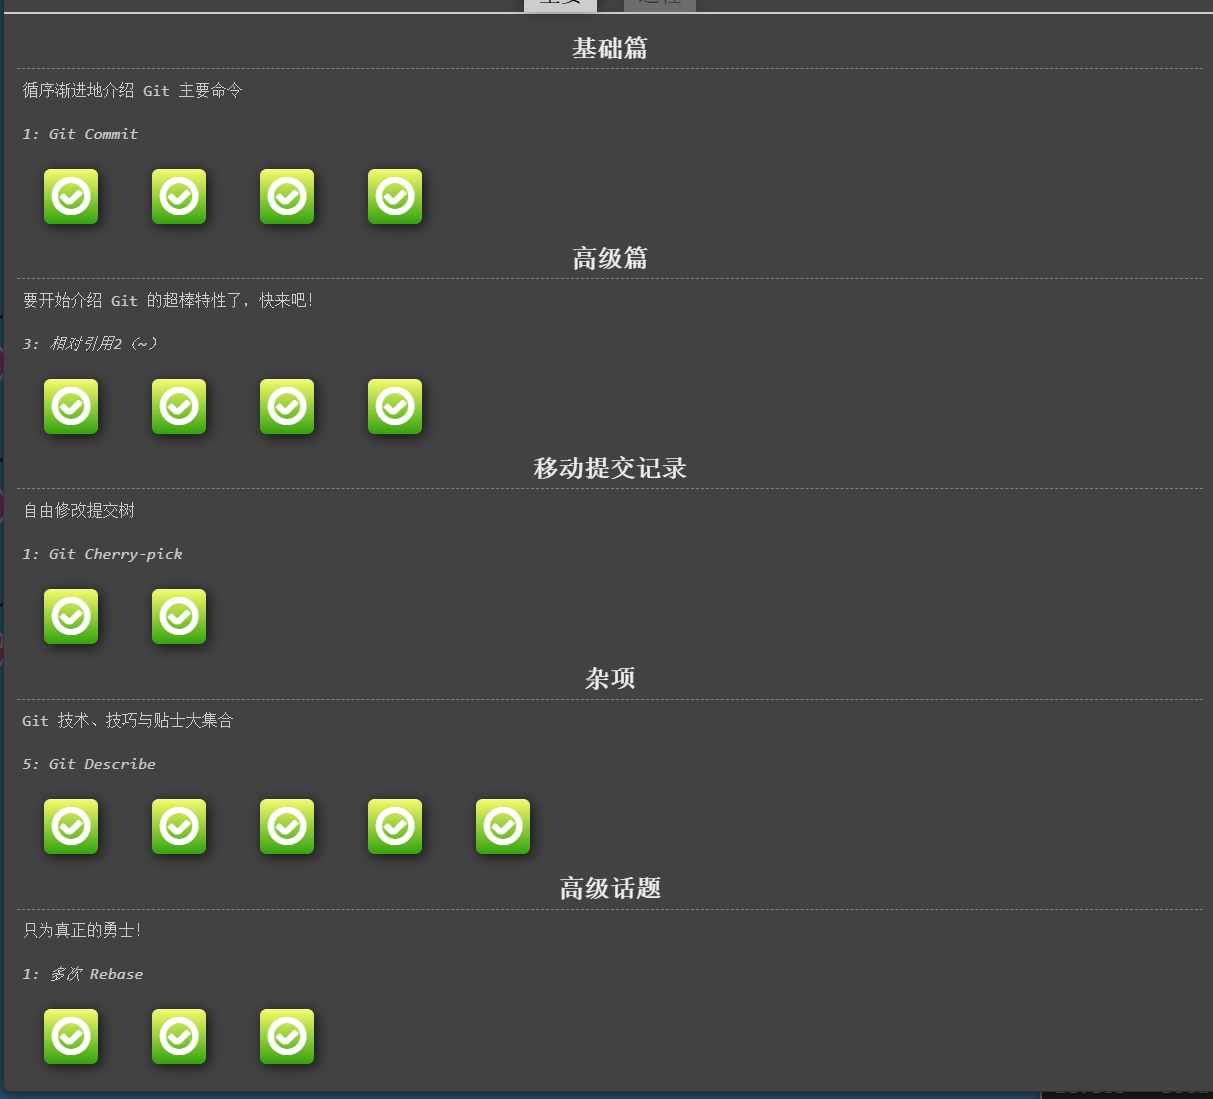 基础篇
循序渐进地介绍 Git 主要命令
1: Git Commit
高级篇
要开始介绍 Git 的超棒特性了，快来吧！
3: 相对引用2（~）
移动提交记录
自由修改提交树
1: Git Cherry-pick
杂项
Git 技术、技巧与贴士大集合
5: Git Describe
高级话题
只为真正的勇士！
1: 多次 Rebase